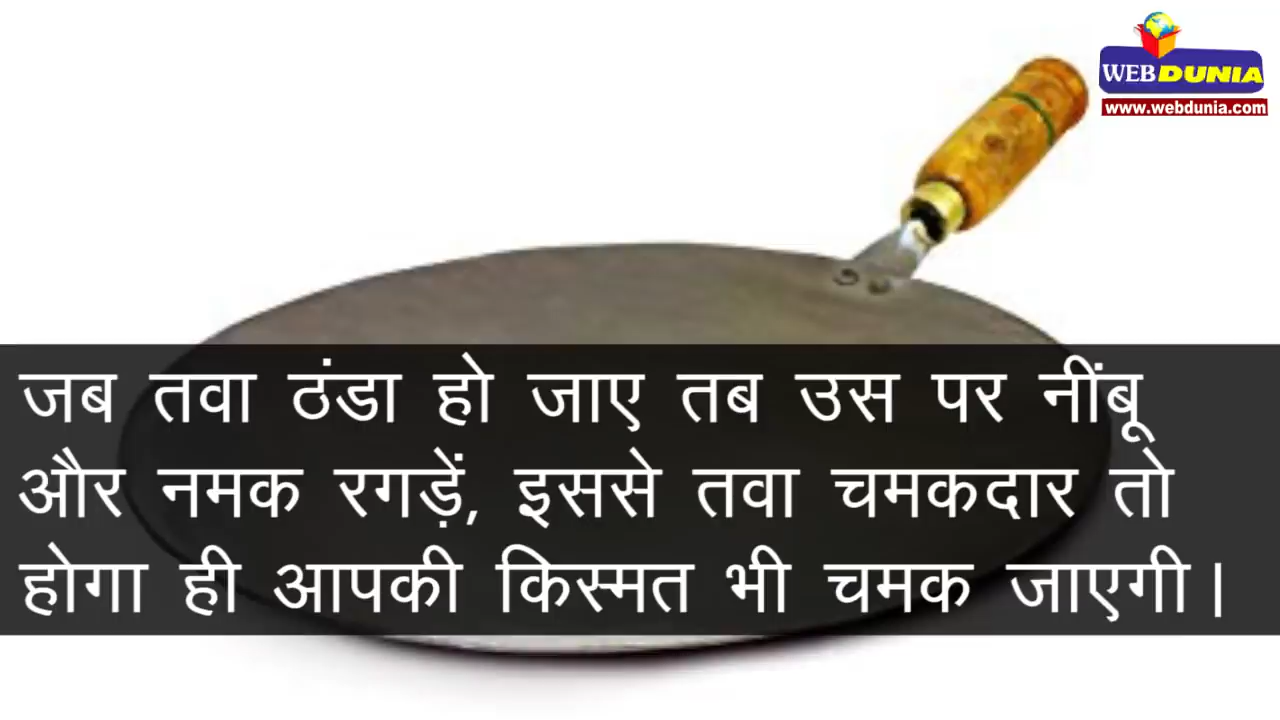 WEBDUNIA
www.webdunia.com
जब तवा ठंडा हो जाए तब उस पर नींबू
और नमक रगड़ें, इससे तवा चमकदार तो
होगा ही आपकी किस्मत भी चमक जाएगी।